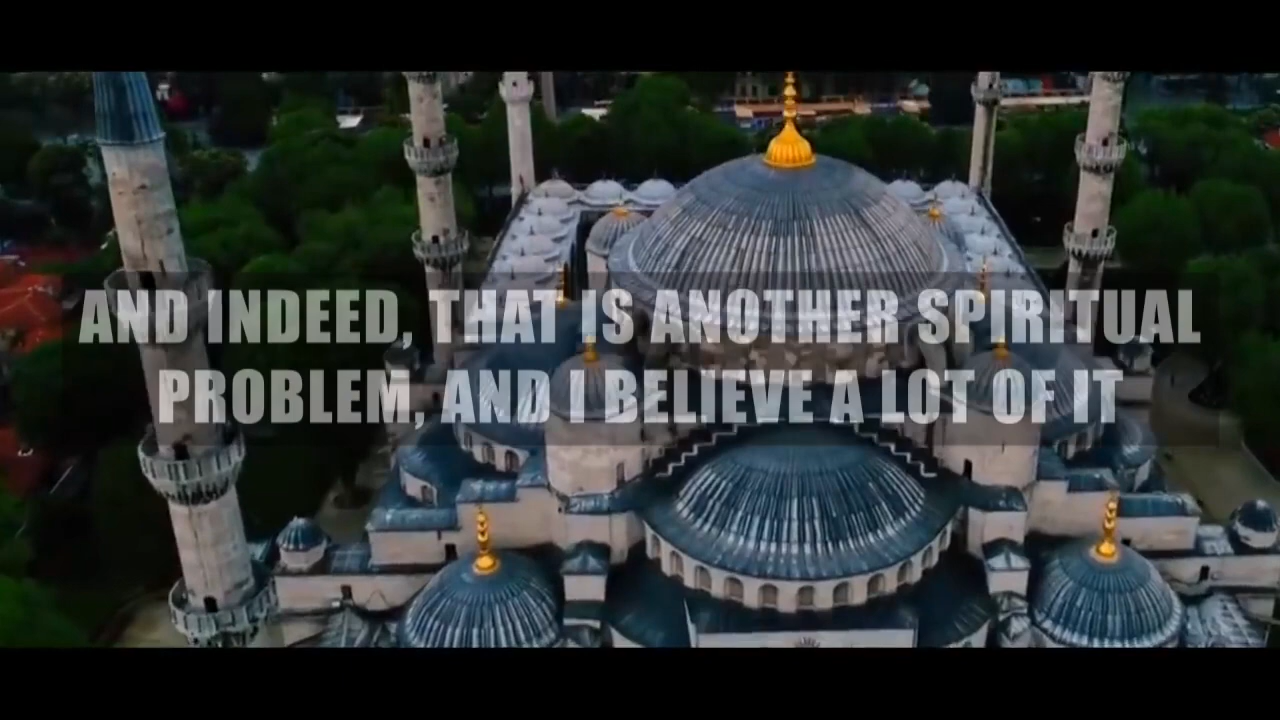 AND INDEED, THAT IS ANOTHER SPIRITUAL
PROBLEM, AND I BELIEVE A LOT OF IT